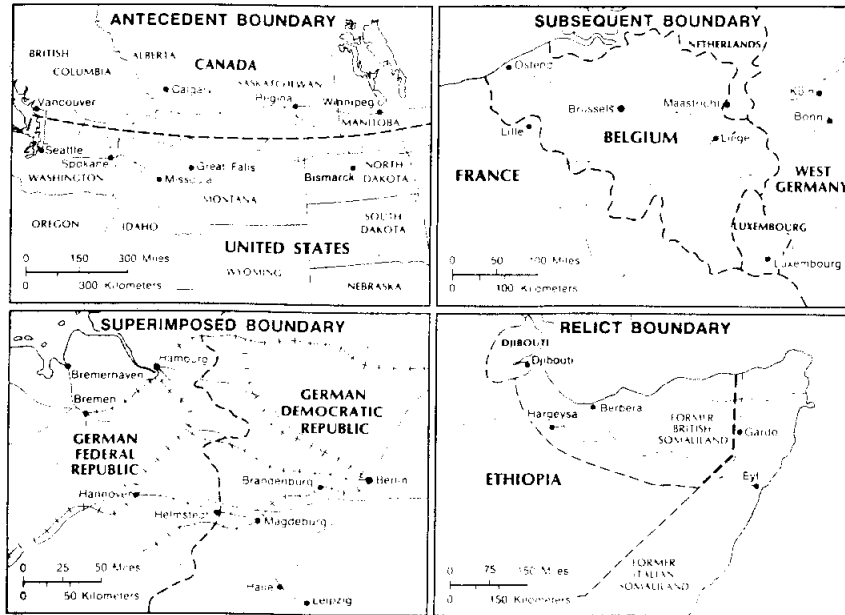 ANTECEDENT BOUNDARY
BRITISH
COLUMBIA
ALBERTA
CANADA
SASKATCHEWAN
Calgary
Regina
Winnipeg
Vancouver
MANITOBA
Seattle
Spokane
Great Falls
NORTH
DAKOTA
WASHINGTON
Missoula
Bismarck
MONTANA
OREGON
IDAHO
SOUTH
DAKOTA
UNITED STATES
0 150 300 Miles
WYOMING
0 300 Kilometers
NEBRASKA
SUBSEQUENT BOUNDARY
NETHERLANDS
Ostend
Köln
Brussels
Maastricht
Bonn
Lille
BELGIUM
FRANCE
WEST
GERMANY
LUXEMBOURG
0 50 100 Miles
Luxembourg
0 100 Kilometers
SUPERIMPOSED BOUNDARY
Hamburg
Bremerhaven
Bremen
GERMAN
DEMOCRATIC
REPUBLIC
GERMAN
FEDERAL
REPUBLIC
Brandenburg
Berlin
Hannover
Helmstedt
Magdeburg
0 25 50 Miles
0 50 Kilometers
Halle
Leipzig
RELICT BOUNDARY
DJIBOUTI
Djibouti
Berbera
Hargeysa
FORMER
BRITISH
SOMALILAND
Gardo
ETHIOPIA
Eyl
0 75 150 Miles
0 150 Kilometers
FORMER
ITALIAN
SOMALILAND